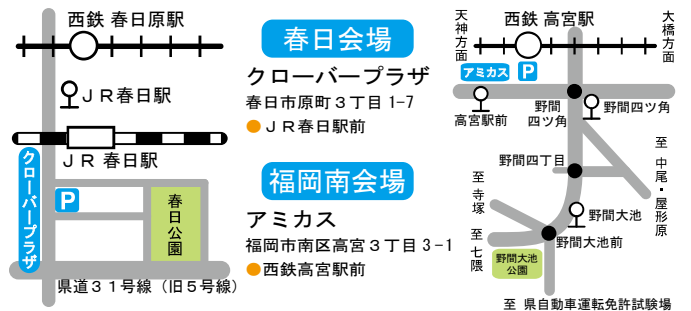 西鉄 春日原駅
ＪＲ春日駅
ＪＲ 春日駅
クローバープラザ
P
春日公園
県道３１号線（旧５号線）
春日会場
クローバープラザ
春日市原町３丁目 1-7
ＪＲ春日駅前
福岡南会場
アミカス
福岡市南区高宮３丁目 3-1
西鉄高宮駅前
天神方面
西鉄 高宮駅
大橋方面
アミカス
P
高宮駅前
野間
四ツ角
野間四ツ角
野間四丁目
至 中尾・屋形原
至 寺塚
野間大池
至 七隈
野間大池前
野間大池
公園
至 県自動車運転免許試験場